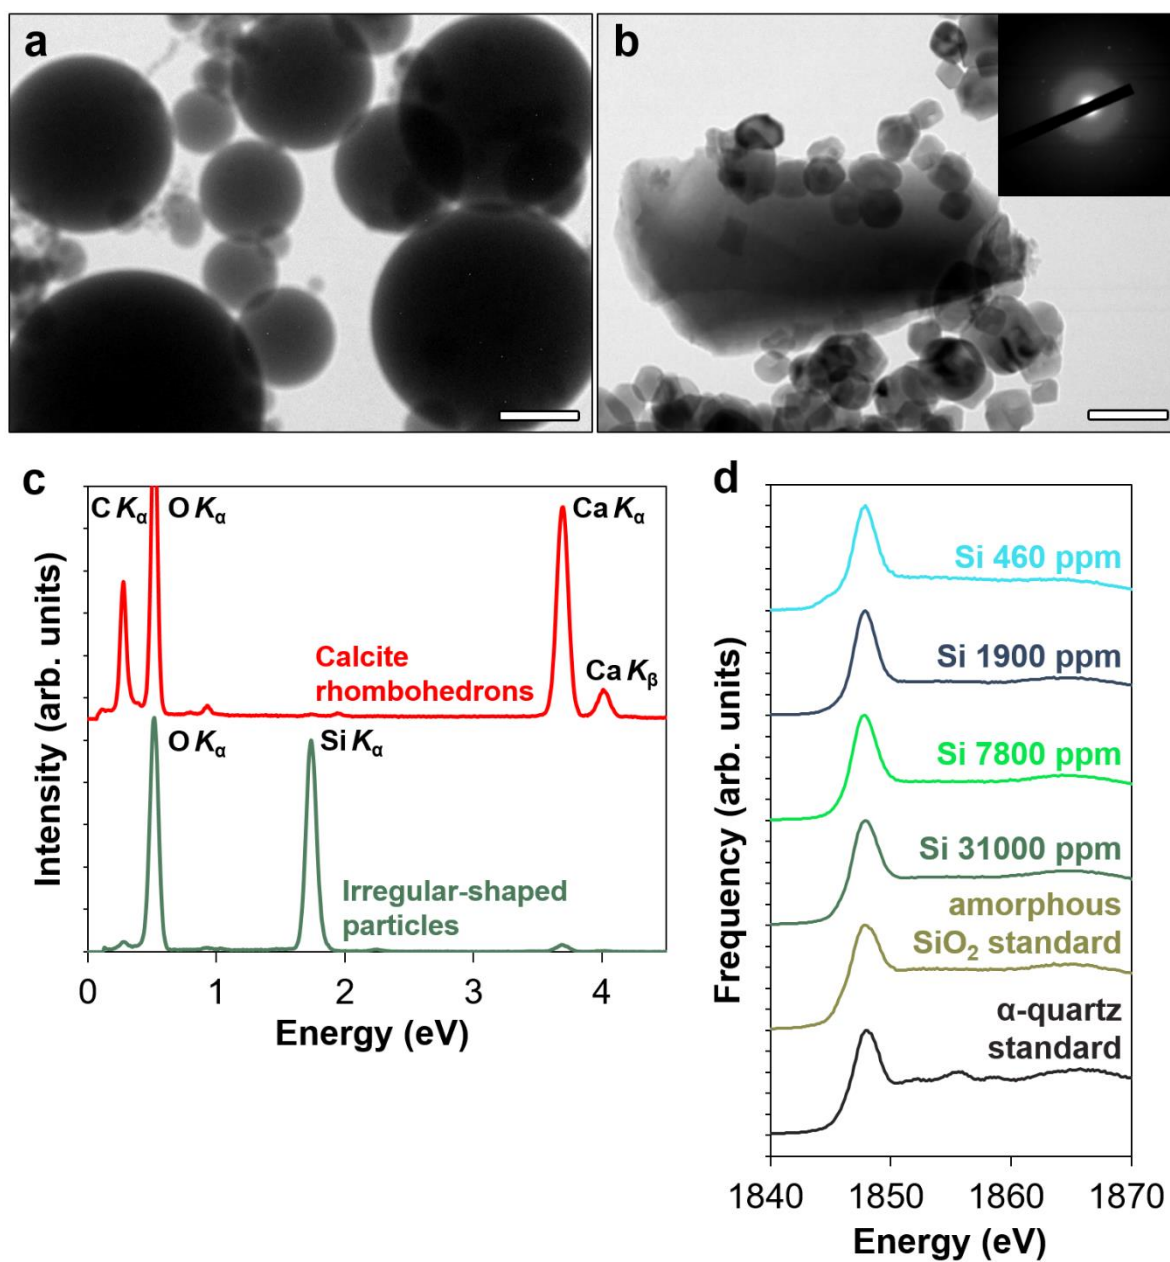 a
b
c
C Kα
O Kα
Ca Kα
Ca Kβ
Calcite
rhombohedrons
O Kα
Si Kα
Irregular-shaped
particles
Intensity (arb. units)
0 1 2 3 4
Energy (eV)
d
Si 460 ppm
Si 1900 ppm
Si 7800 ppm
Si 31000 ppm
amorphous
SiO₂ standard
α-quartz
standard
Frequency (arb. units)
1840 1850 1860 1870
Energy (eV)